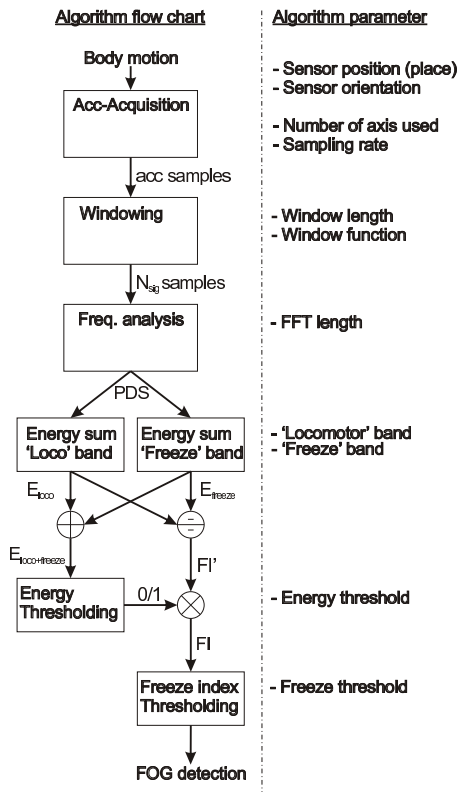 Algorithm flow chart
Algorithm parameter
Body motion
- Sensor position (place)
- Sensor orientation
Acc-Acquisition
- Number of axis used
- Sampling rate
acc samples
Windowing
- Window length
- Window function
Nsig samples
Freq. analysis
- FFT length
PDS
Energy sum
'Loco' band
Energy sum
'Freeze' band
- 'Locomotor' band
- 'Freeze' band
Eloco
Efreeze
Eloco+freeze
FI'
Energy
Thresholding
0/1
- Energy threshold
FI
Freeze index
Thresholding
- Freeze threshold
FOG detection